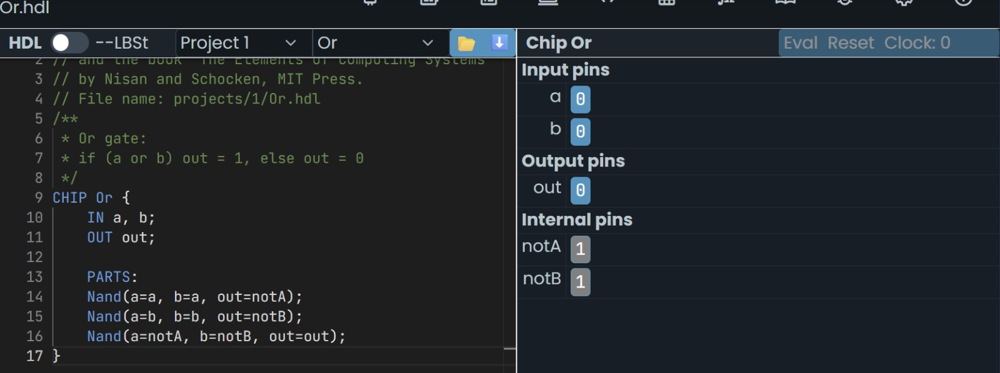 Or.hdl
HDL --LBSt Project 1 Or
2 // and the book "The Elements of Computing Systems"
3 // by Nisan and Schocken, MIT Press.
4 // File name: projects/1/Or.hdl
5 /**
6 * Or gate:
7 * if (a or b) out = 1, else out = 0
8 */
9 CHIP Or {
10 IN a, b;
11 OUT out;
12
13 PARTS:
14 Nand(a=a, b=a, out=notA);
15 Nand(a=b, b=b, out=notB);
16 Nand(a=notA, b=notB, out=out);
17 }
Chip Or Eval Reset Clock: 0
Input pins
a 0
b 0
Output pins
out 0
Internal pins
notA 1
notB 1